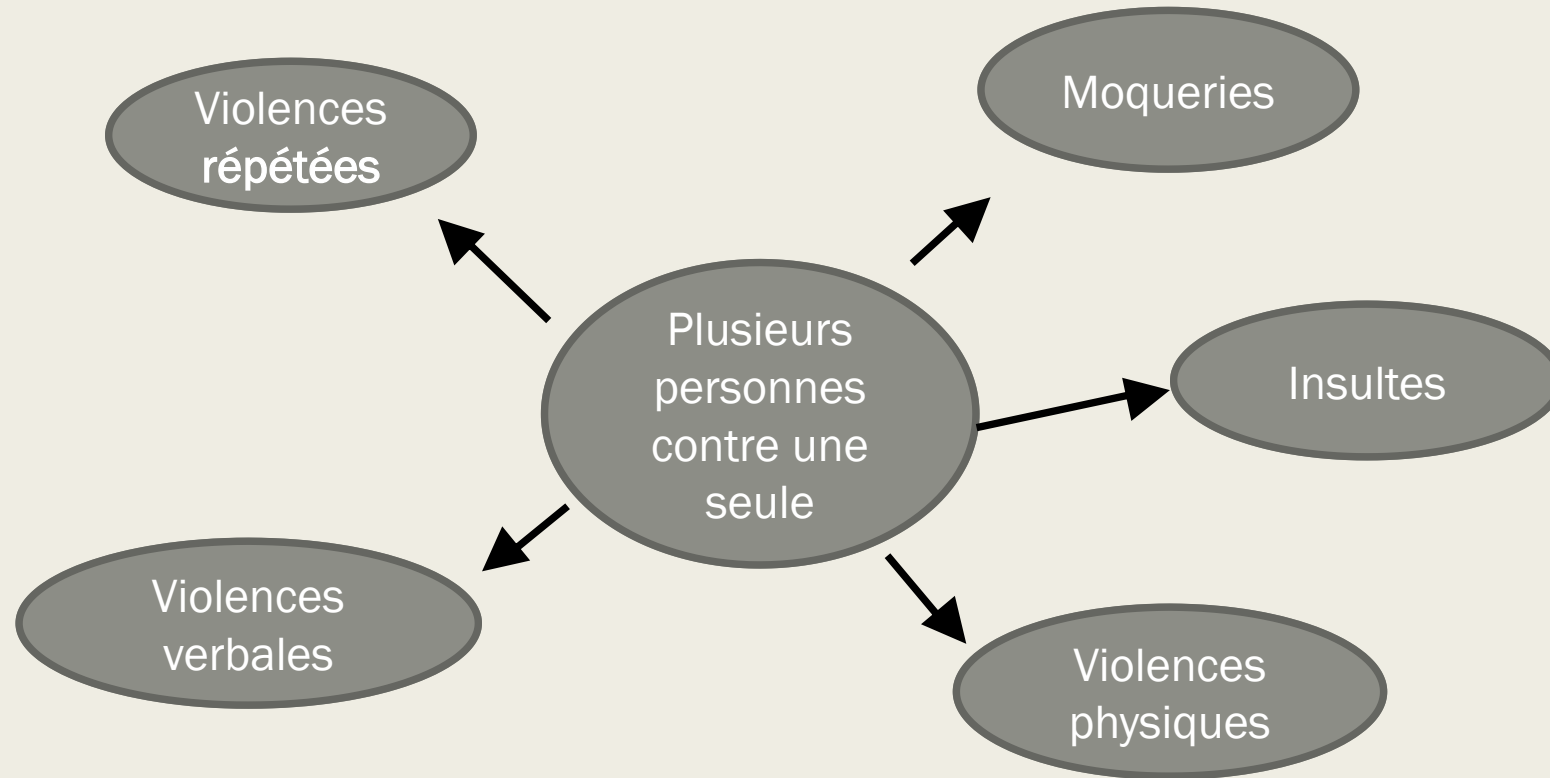 Violences
répétées
Moqueries
Plusieurs
personnes
contre une
seule
Insultes
Violences
verbales
Violences
physiques